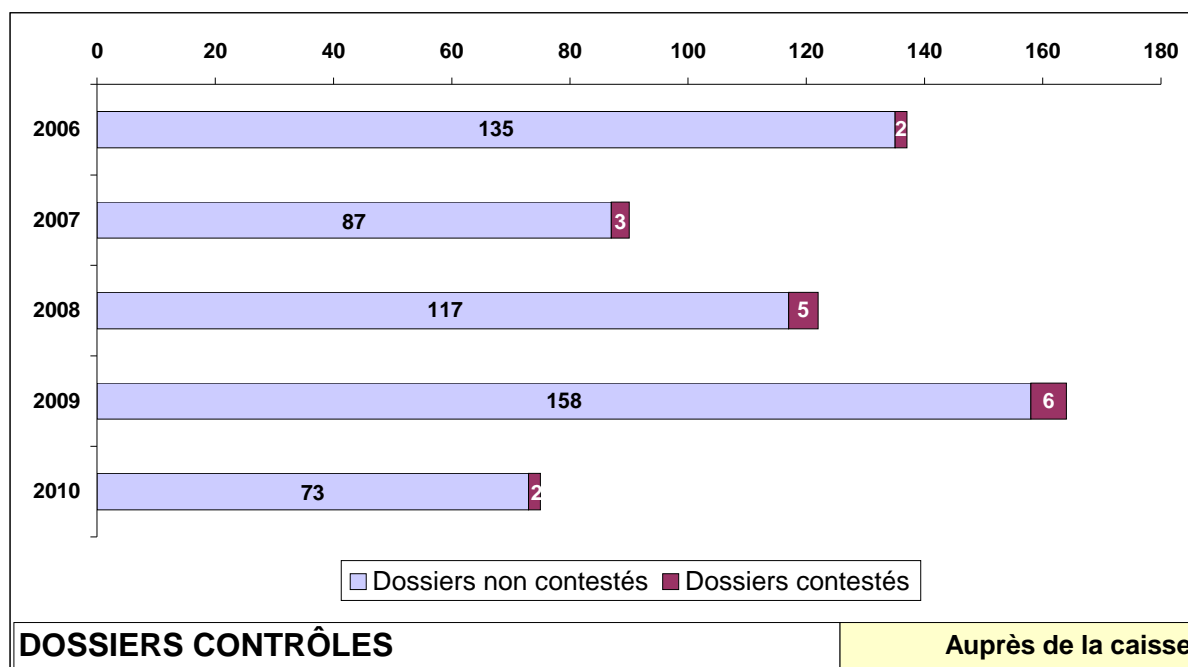 0 20 40 60 80 100 120 140 160 180
2006 135 2
2007 87 3
2008 117 5
2009 158 6
2010 73 2
Dossiers non contestés Dossiers contestés
DOSSIERS CONTRÔLES Auprès de la caisse